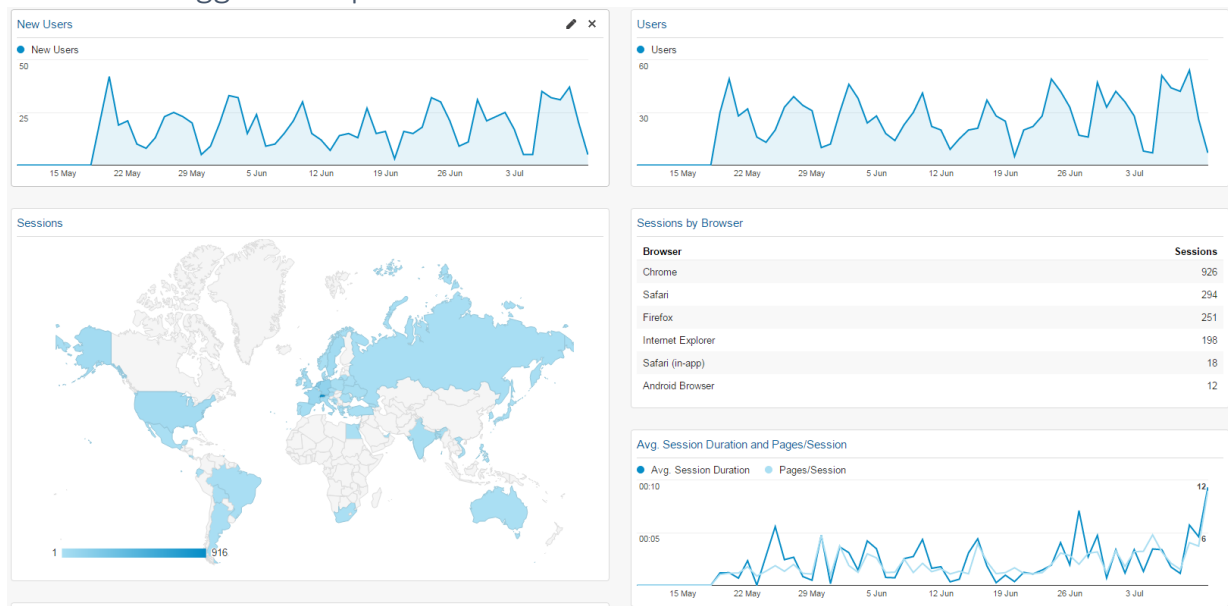 New Users
New Users
50
25
15 May 22 May 29 May 5 Jun 12 Jun 19 Jun 26 Jun 3 Jul
Users
Users
60
30
15 May 22 May 29 May 5 Jun 12 Jun 19 Jun 26 Jun 3 Jul
Sessions
1 916
Sessions by Browser
Browser Sessions
Chrome 926
Safari 294
Firefox 251
Internet Explorer 198
Safari (in-app) 18
Android Browser 12
Avg. Session Duration and Pages/Session
Avg. Session Duration Pages/Session
00:10 12
00:05 6
15 May 22 May 29 May 5 Jun 12 Jun 19 Jun 26 Jun 3 Jul